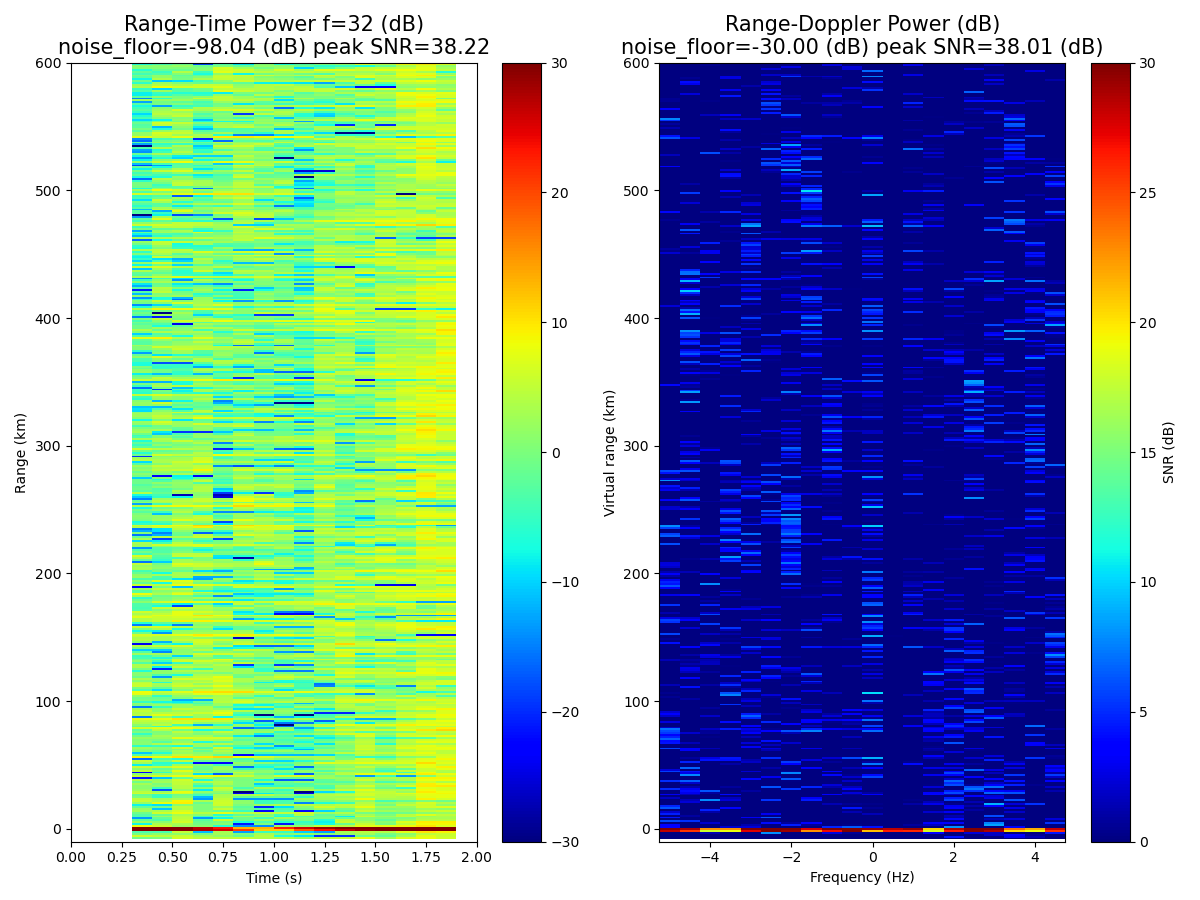 Range-Time Power f=32 (dB)
noise_floor=-98.04 (dB) peak SNR=38.22
600
500
400
300
200
100
0
Range (km)
0.00 0.25 0.50 0.75 1.00 1.25 1.50 1.75 2.00
Time (s)
30
20
10
0
−10
−20
−30
Range-Doppler Power (dB)
noise_floor=-30.00 (dB) peak SNR=38.01 (dB)
600
500
400
300
200
100
0
Virtual range (km)
−4 −2 0 2 4
Frequency (Hz)
30
25
20
15
10
5
0
SNR (dB)